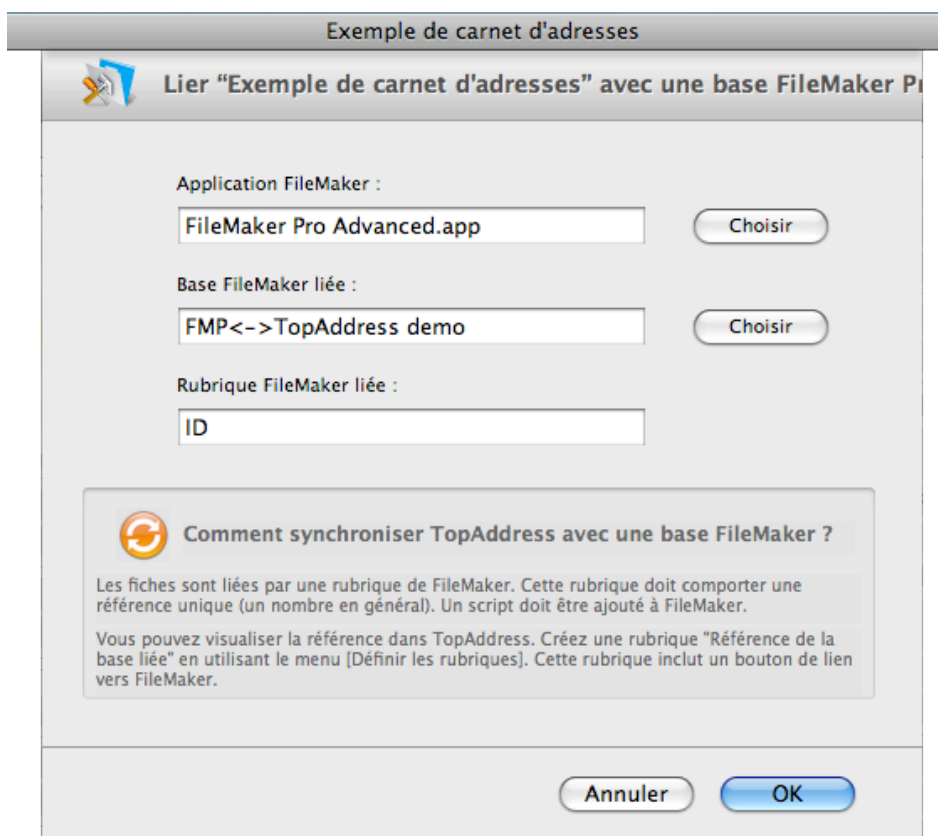 Exemple de carnet d'adresses
Lier “Exemple de carnet d'adresses” avec une base FileMaker
Application FileMaker :
FileMaker Pro Advanced.app
Choisir
Base FileMaker liée :
FMP<->TopAddress demo
Choisir
Rubrique FileMaker liée :
ID
Comment synchroniser TopAddress avec une base FileMaker ?
Les fiches sont liées par une rubrique de FileMaker. Cette rubrique doit comporter une
référence unique (un nombre en général). Un script doit être ajouté à FileMaker.
Vous pouvez visualiser la référence dans TopAddress. Créez une rubrique "Référence de la
base liée" en utilisant le menu [Définir les rubriques]. Cette rubrique inclut un bouton de lien
vers FileMaker.
Annuler
OK